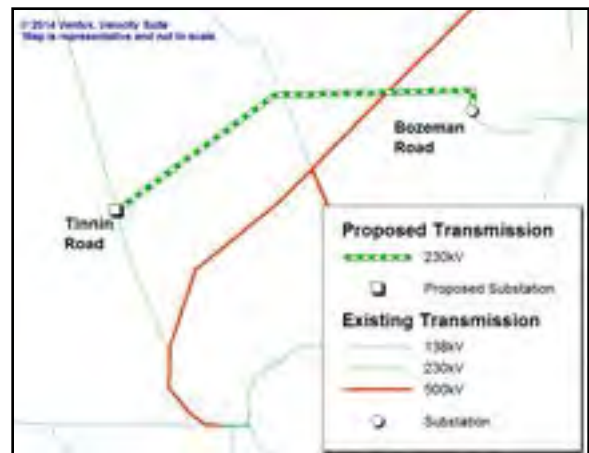 © 2014 Ventyx, Velocity Suite
Map is representative and not to scale
Bozeman
Road
Tinnin
Road
Proposed Transmission
230kV
Proposed Substation
Existing Transmission
138kV
230kV
500kV
Substation